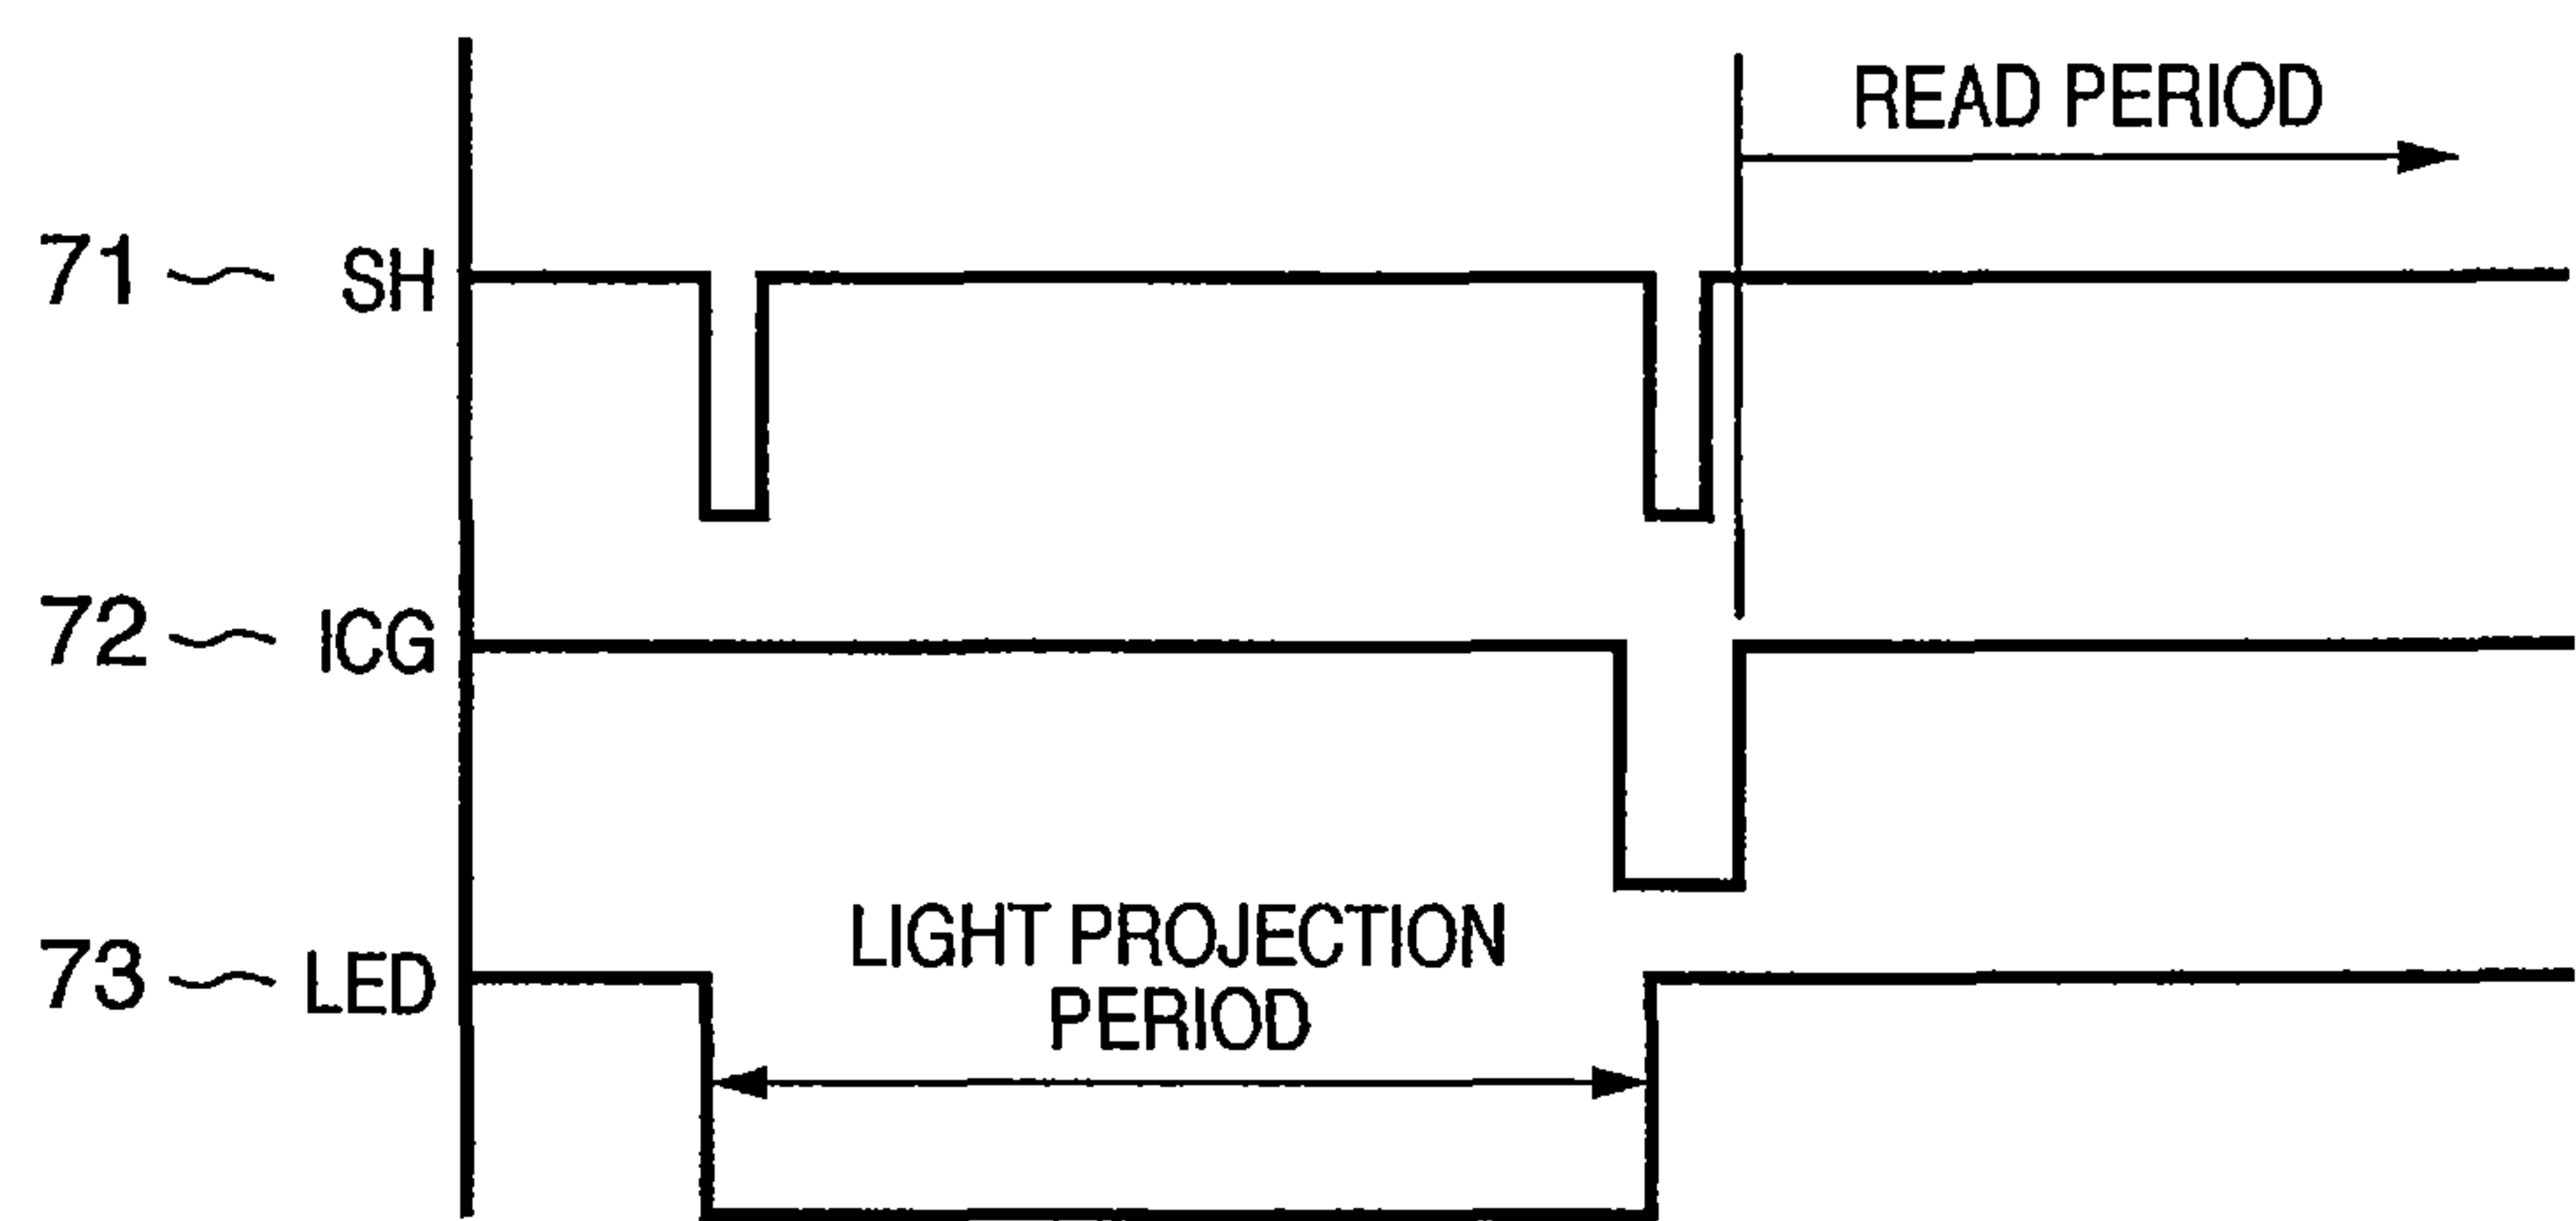 READ PERIOD
71 SH
72 ICG
LIGHT PROJECTION
PERIOD
73 LED